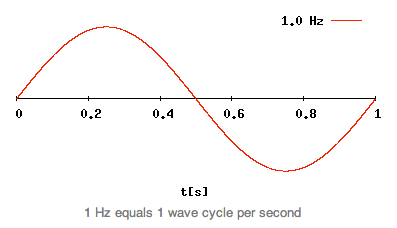 1.0 Hz
0 0.2 0.4 0.6 0.8 1
t[s]
1 Hz equals 1 wave cycle per second